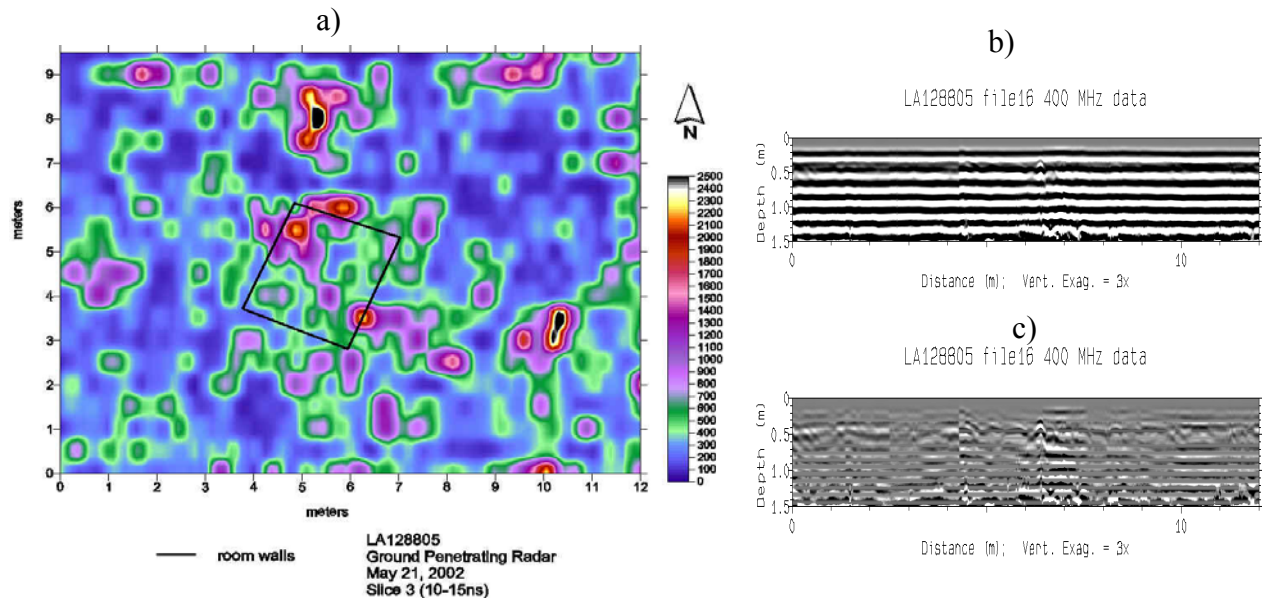 a)
9
8
7
6
5
4
3
2
1
0
meters
0 1 2 3 4 5 6 7 8 9 10 11 12
meters
N
2500
2400
2300
2200
2100
2000
1900
1800
1700
1600
1500
1400
1300
1200
1100
1000
900
800
700
600
500
400
300
200
100
0
room walls
LA128805
Ground Penetrating Radar
May 21, 2002
Slice 3 (10-15ns)
b)
LA128805 file16 400 MHz data
0
0.5
1.0
1.5
Depth (m)
0 10
Distance (m); Vert. Exag. = 3x
c)
LA128805 file16 400 MHz data
0
0.5
1.0
1.5
Depth (m)
0 10
Distance (m); Vert. Exag. = 3x